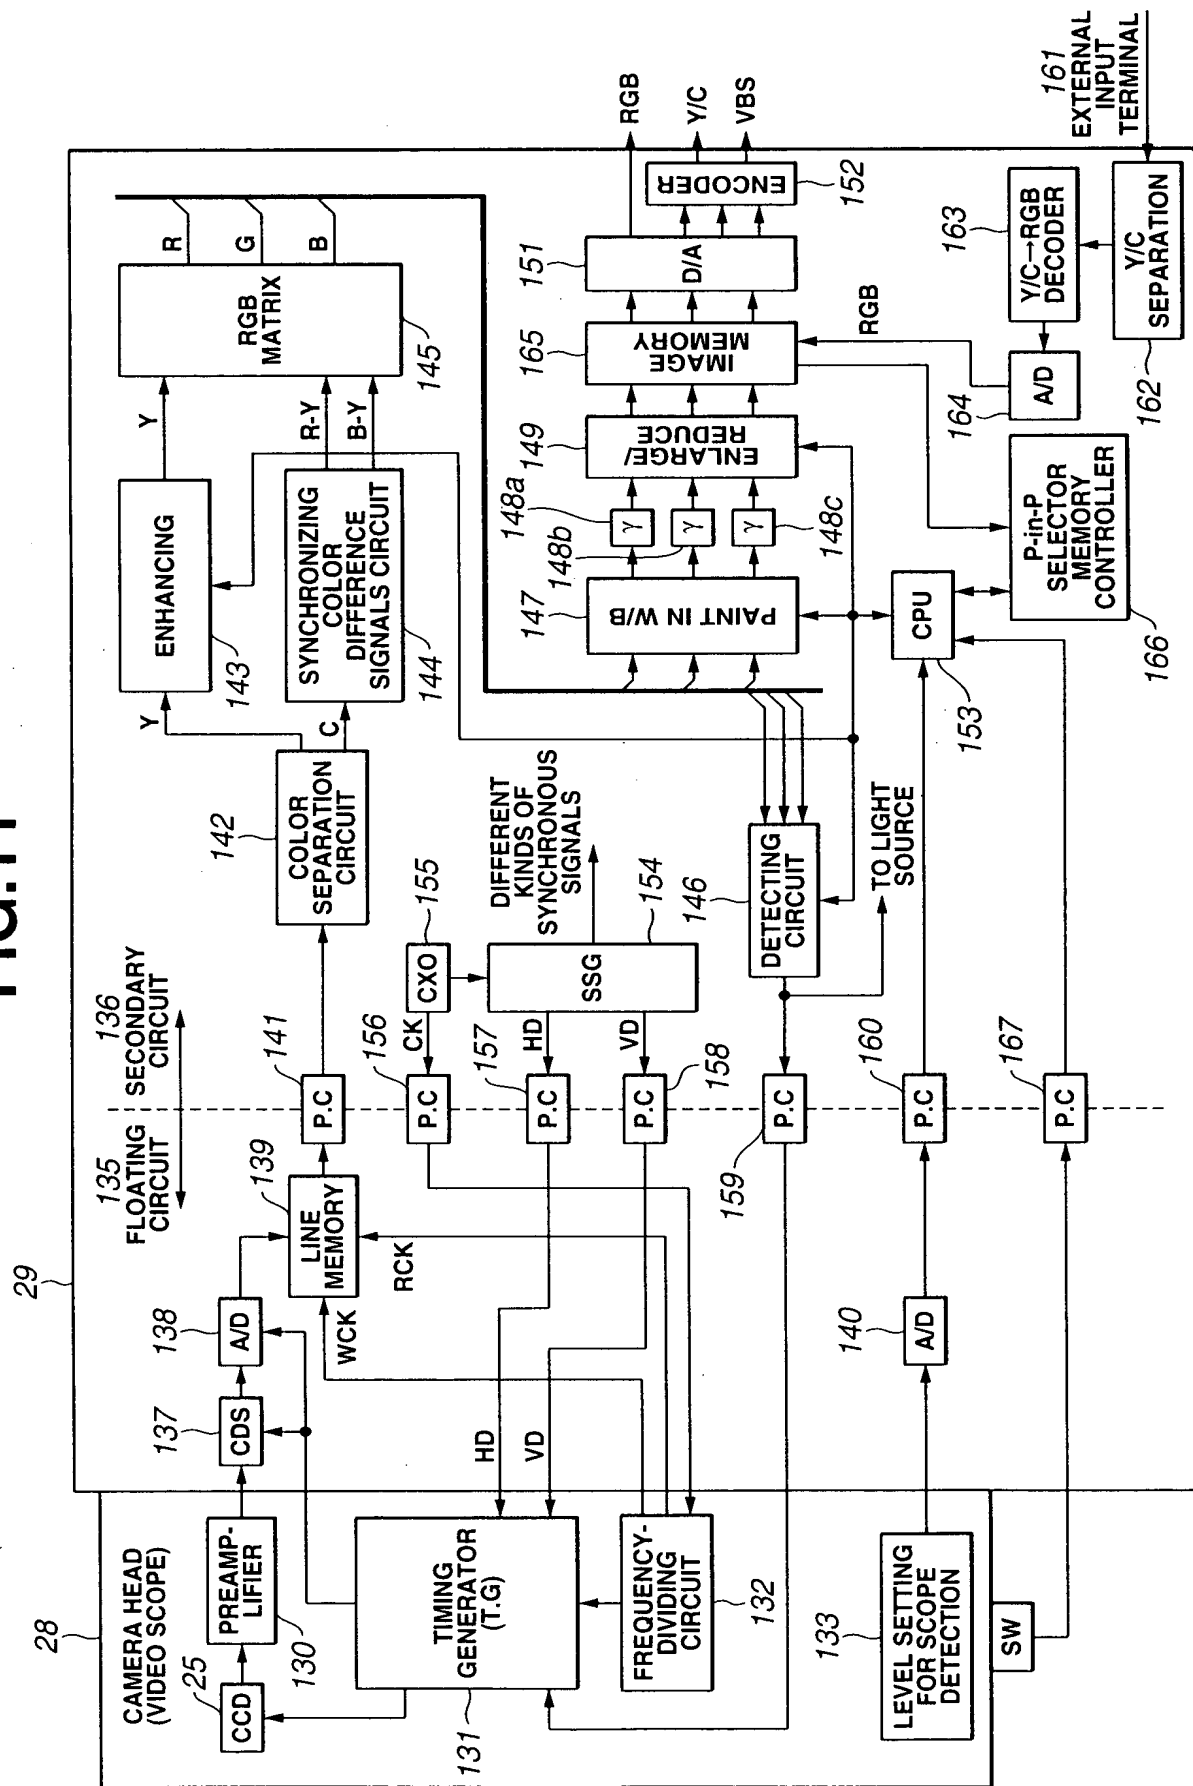 28
CAMERA HEAD
(VIDEO SCOPE)
25
CCD
PREAMP-
LIFIER
130
TIMING
GENERATOR
(T.G)
131
FREQUENCY-
DIVIDING
CIRCUIT
132
133
LEVEL SETTING
FOR SCOPE
DETECTION
SW
29
135
FLOATING
CIRCUIT
136
SECONDARY
CIRCUIT
137
CDS
138
A/D
139
LINE
MEMORY
WCK
RCK
HD
VD
140
A/D
141
P.C
156
P.C
CK
157
P.C
HD
P.C
158
VD
159
P.C
160
P.C
167
P.C
142
COLOR
SEPARATION
CIRCUIT
Y
C
ENHANCING
143
SYNCHRONIZING
COLOR
DIFFERENCE
SIGNALS CIRCUIT
144
Y
R-Y
B-Y
RGB
MATRIX
145
R
G
B
CXO
155
SSG
154
DIFFERENT
KINDS OF
SYNCHRONOUS
SIGNALS
146
DETECTING
CIRCUIT
TO LIGHT
SOURCE
147
PAINT IN W/B
148a
γ
148b
γ
148c
γ
149
ENLARGE/
REDUCE
165
IMAGE
MEMORY
151
D/A
ENCODER
152
RGB
Y/C
VBS
CPU
153
P-in-P
SELECTOR
MEMORY
CONTROLLER
166
RGB
164
A/D
163
Y/C→RGB
DECODER
Y/C
SEPARATION
162
161
EXTERNAL
INPUT
TERMINAL